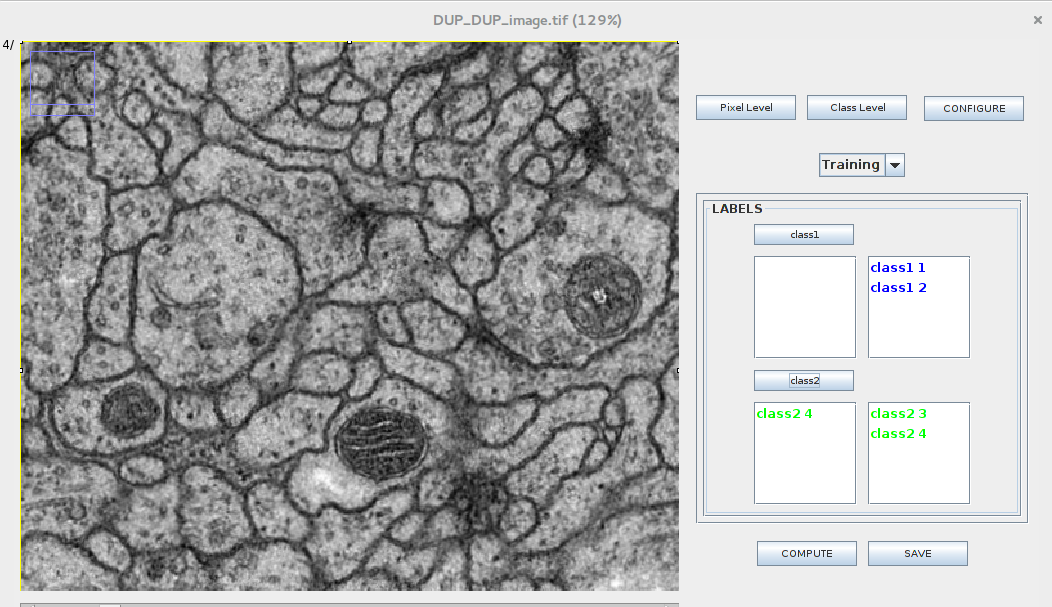 DUP_DUP_image.tif (129%)
4/
Pixel Level
Class Level
CONFIGURE
Training
LABELS
class1
class1 1
class1 2
class2
class2 4
class2 3
class2 4
COMPUTE
SAVE